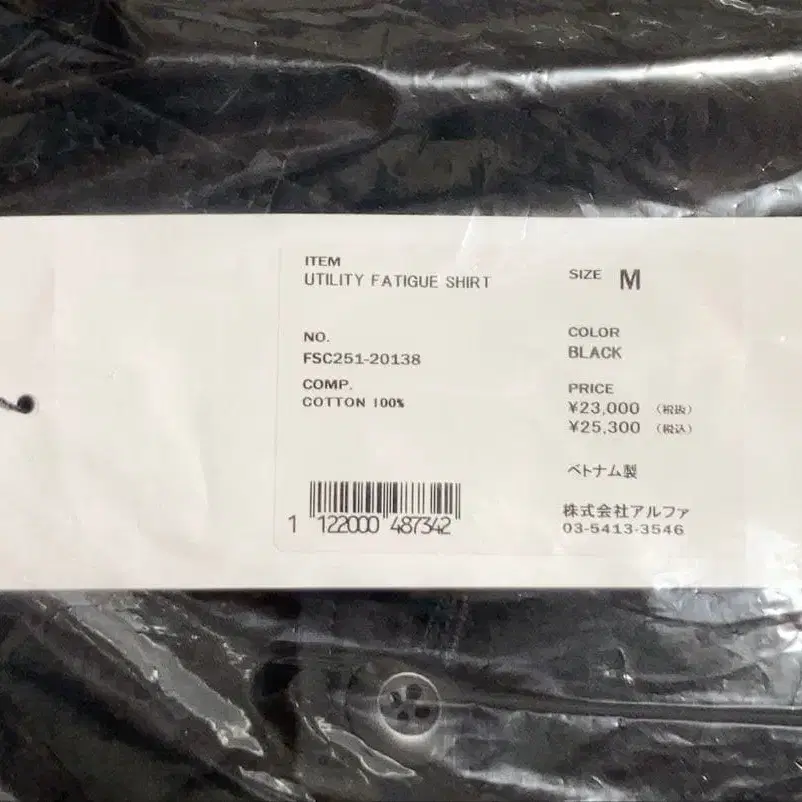 ITEM
UTILITY FATIGUE SHIRT
SIZE M
NO.
FSC251-20138
COMP.
COTTON 100%
COLOR
BLACK
PRICE
¥23,000 (税抜)
¥25,300 (税込)
ベトナム製
1 122000 487342
株式会社アルファ
03-5413-3546